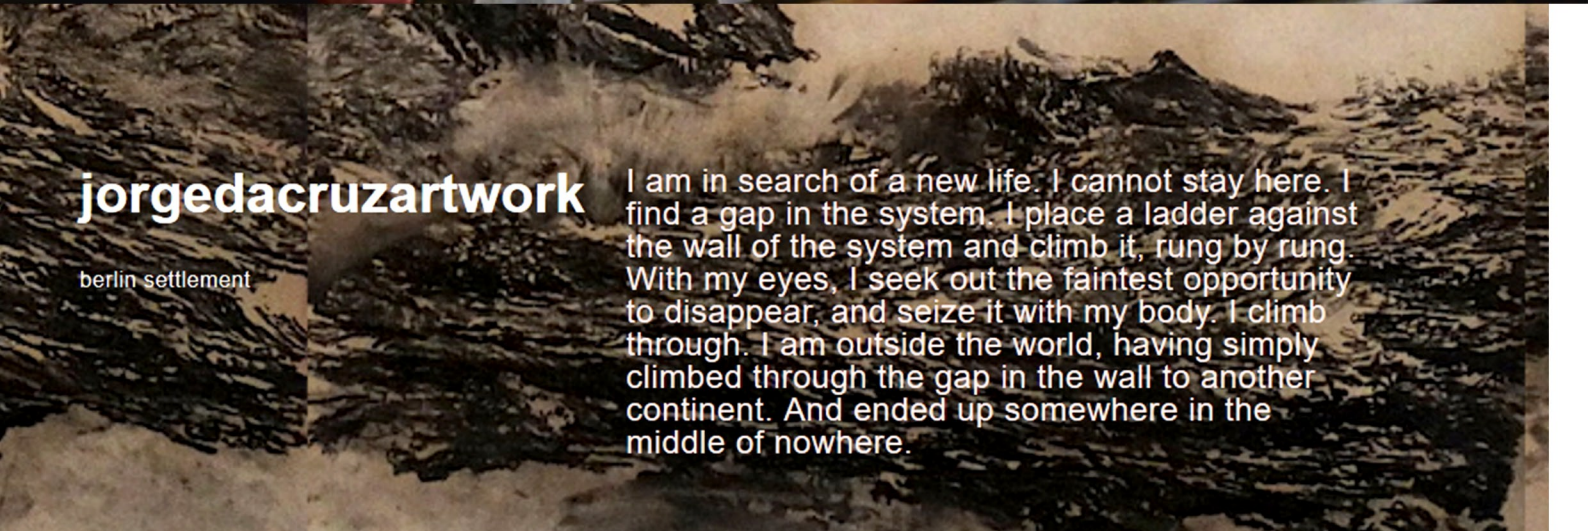 jorgedacruzartwork
berlin settlement
I am in search of a new life. I cannot stay here. I
find a gap in the system. I place a ladder against
the wall of the system and climb it, rung by rung.
With my eyes, I seek out the faintest opportunity
to disappear, and seize it with my body. I climb
through. I am outside the world, having simply
climbed through the gap in the wall to another
continent. And ended up somewhere in the
middle of nowhere.